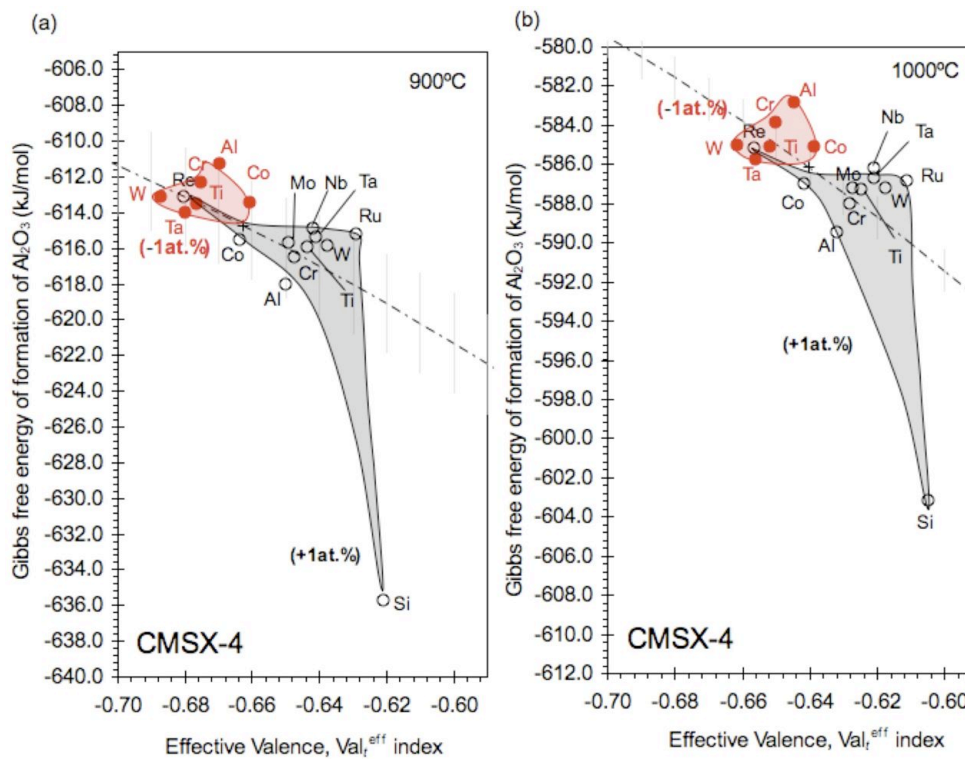 (a)
900ºC
Gibbs free energy of formation of Al₂O₃ (kJ/mol)
-606.0
-608.0
-610.0
-612.0
-614.0
-616.0
-618.0
-620.0
-622.0
-624.0
-626.0
-628.0
-630.0
-632.0
-634.0
-636.0
-638.0
-640.0
Al
Cr
Re
Co
W
Ti
Mo
Nb
Ta
Ta
Ru
(-1at.%)
Co
Cr
W
Al
Ti
(+1at.%)
Si
CMSX-4
-0.70
-0.68
-0.66
-0.64
-0.62
-0.60
Effective Valence, Valₜᵉᶠᶠ index
(b)
1000ºC
Gibbs free energy of formation of Al₂O₃ (kJ/mol)
-580.0
-582.0
-584.0
-586.0
-588.0
-590.0
-592.0
-594.0
-596.0
-598.0
-600.0
-602.0
-604.0
-606.0
-608.0
-610.0
-612.0
Al
(-1at.%)
Cr
Nb
Re
Ta
W
Ti
Co
Ta
Mo
Ru
Co
W
Cr
Al
Ti
(+1at.%)
Si
CMSX-4
-0.70
-0.68
-0.66
-0.64
-0.62
-0.60
Effective Valence, Valₜᵉᶠᶠ index